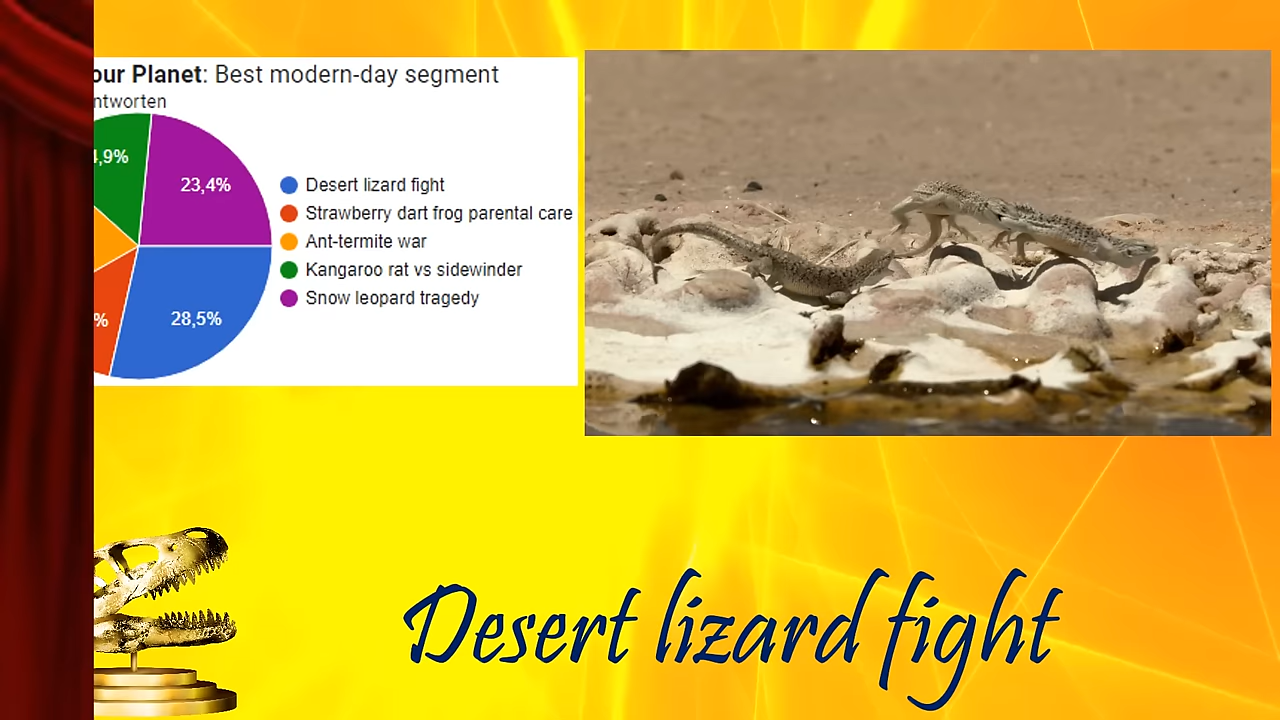 our Planet: Best modern-day segment
ntworten
4,9%
23,4%
%
28,5%
Desert lizard fight
Strawberry dart frog parental care
Ant-termite war
Kangaroo rat vs sidewinder
Snow leopard tragedy
Desert lizard fight